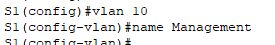 S1(config)#vlan 10
S1(config-vlan)#name Management
S1(config-vlan)#